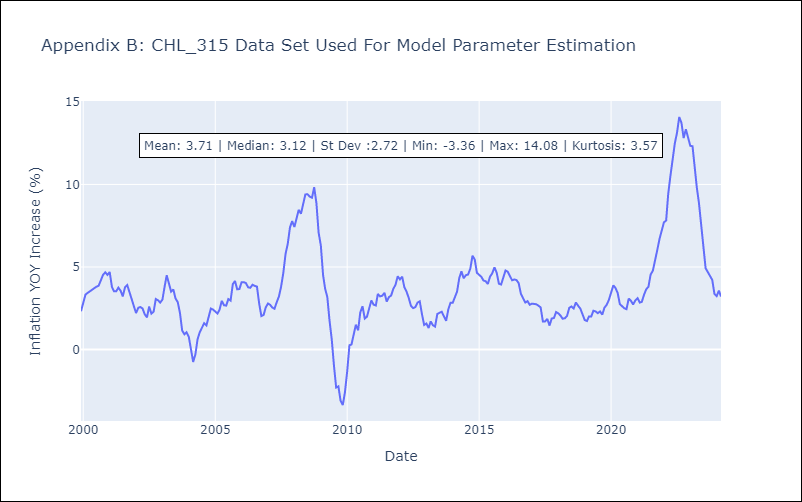 Appendix B: CHL_315 Data Set Used For Model Parameter Estimation
15
Mean: 3.71 | Median: 3.12 | St Dev :2.72 | Min: -3.36 | Max: 14.08 | Kurtosis: 3.57
10
5
0
Inflation YOY Increase (%)
2000
2005
2010
2015
2020
Date